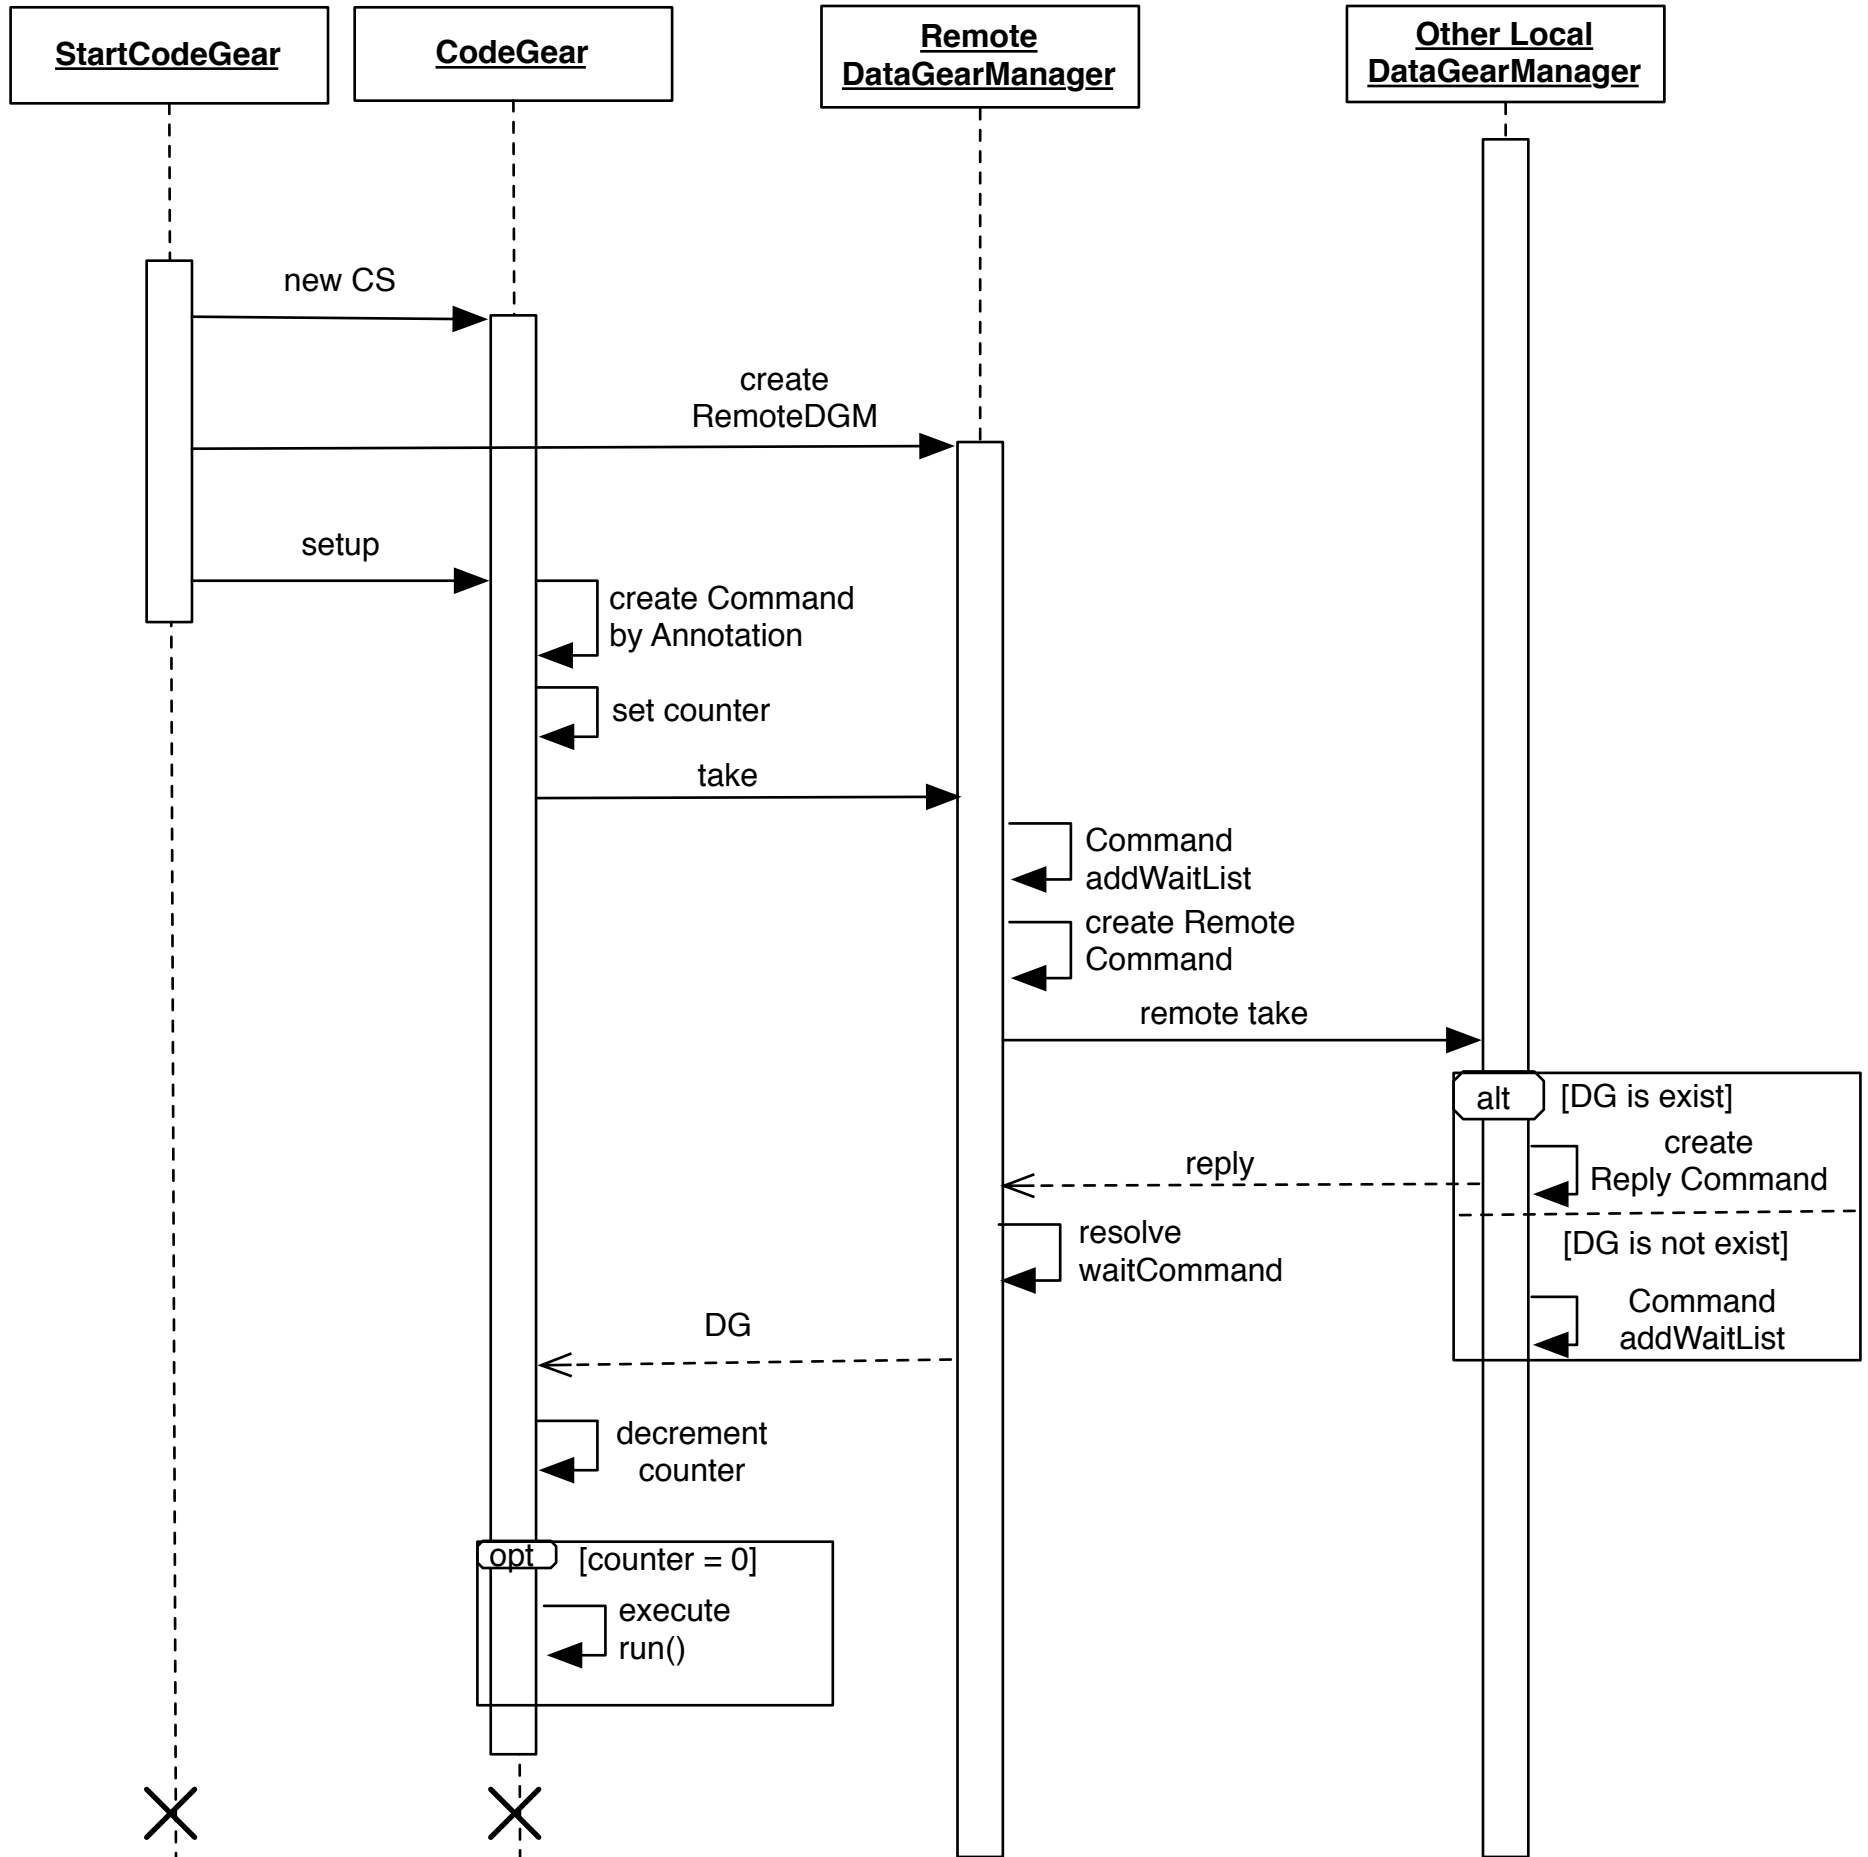 StartCodeGear
CodeGear
Remote
DataGearManager
Other Local
DataGearManager
new CS
create
RemoteDGM
setup
create Command
by Annotation
set counter
take
Command
addWaitList
create Remote
Command
remote take
alt
[DG is exist]
create
Reply Command
reply
[DG is not exist]
resolve
waitCommand
Command
addWaitList
DG
decrement
counter
opt
[counter = 0]
execute
run()